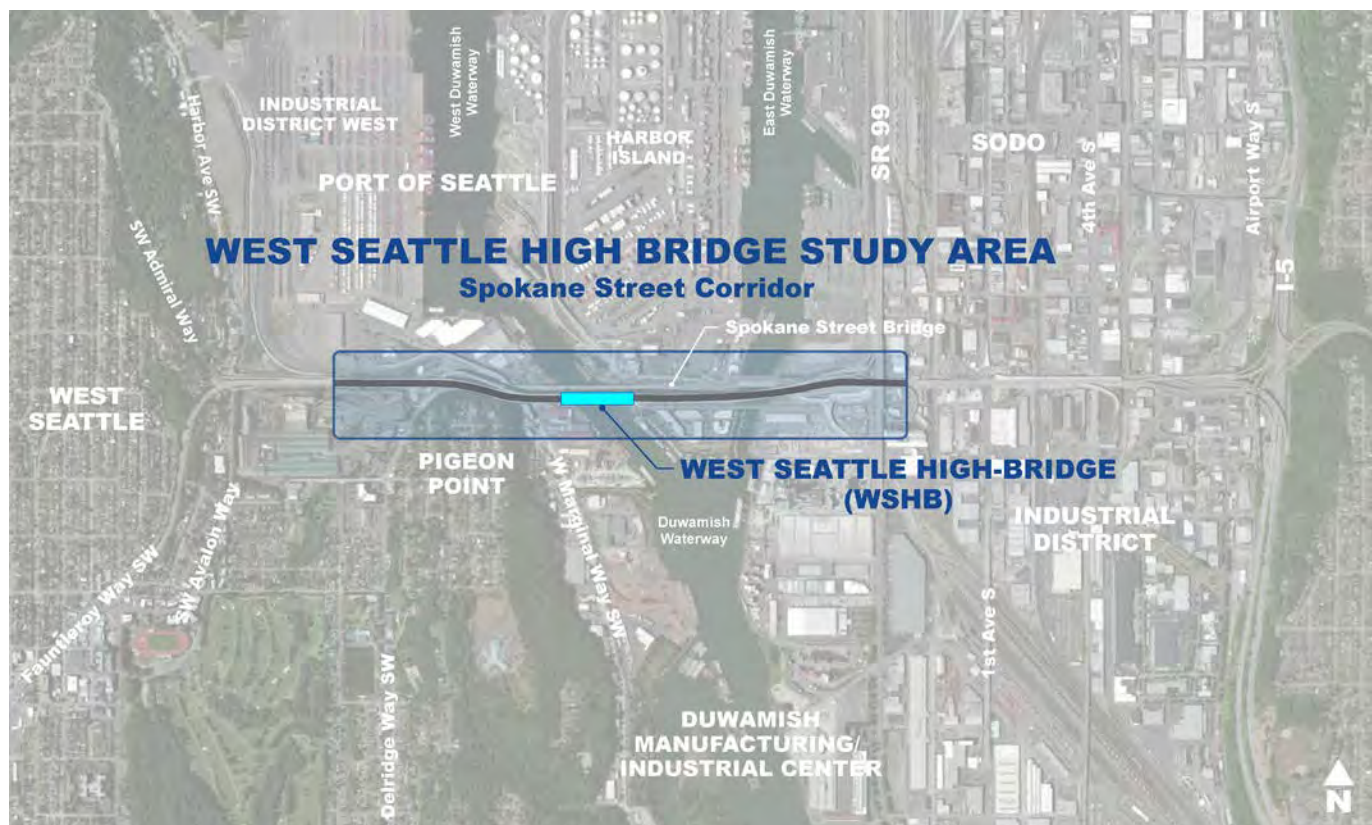 West Duwamish
Waterway
East Duwamish
Waterway
Harbor Ave SW
INDUSTRIAL
DISTRICT WEST
HARBOR
ISLAND
SR 99
SODO
4th Ave S
Airport Way S
PORT OF SEATTLE
SW Admiral Way
WEST SEATTLE HIGH BRIDGE STUDY AREA
Spokane Street Corridor
I-5
Spokane Street Bridge
WEST
SEATTLE
PIGEON
POINT
WEST SEATTLE HIGH-BRIDGE
(WSHB)
W Marginal Way SW
Duwamish
Waterway
INDUSTRIAL
DISTRICT
SW Avalon Way
Fauntleroy Way SW
Delridge Way SW
1st Ave S
DUWAMISH
MANUFACTURING/
INDUSTRIAL CENTER
N